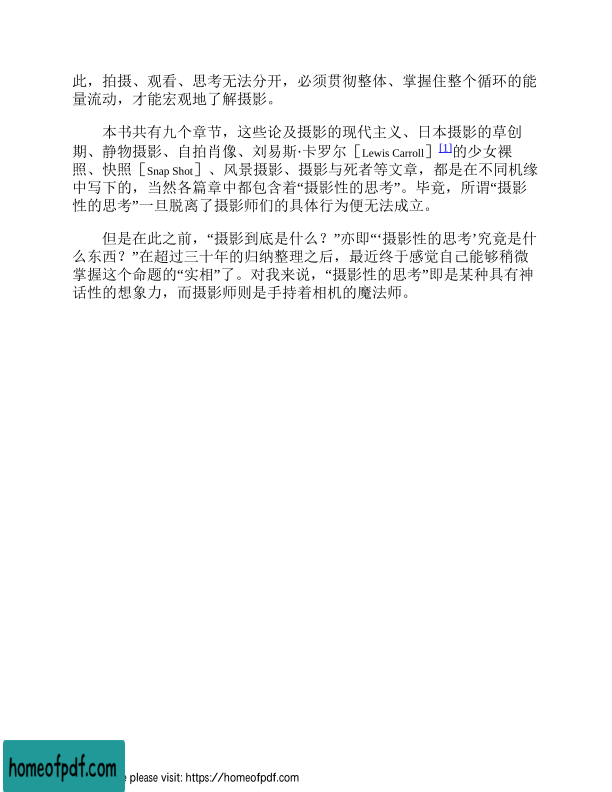 此，拍摄、观看、思考无法分开，必须贯彻整体、掌握住整个循环的能
量流动，才能宏观地了解摄影。
本书共有九个章节，这些论及摄影的现代主义、日本摄影的草创
期、静物摄影、自拍肖像、刘易斯·卡罗尔［Lewis Carroll］[1]的少女裸
照、快照［Snap Shot］、风景摄影、摄影与死者等文章，都是在不同机缘
中写下的，当然各篇章中都包含着“摄影性的思考”。毕竟，所谓“摄影
性的思考”一旦脱离了摄影师们的具体行为便无法成立。
但是在此之前，“摄影到底是什么？”亦即“‘摄影性的思考’究竟是什
么东西？”在超过三十年的归纳整理之后，最近终于感觉自己能够稍微
掌握这个命题的“实相”了。对我来说，“摄影性的思考”即是某种具有神
话性的想象力，而摄影师则是手持着相机的魔法师。
homeofpdf.com
please visit: https://homeofpdf.com